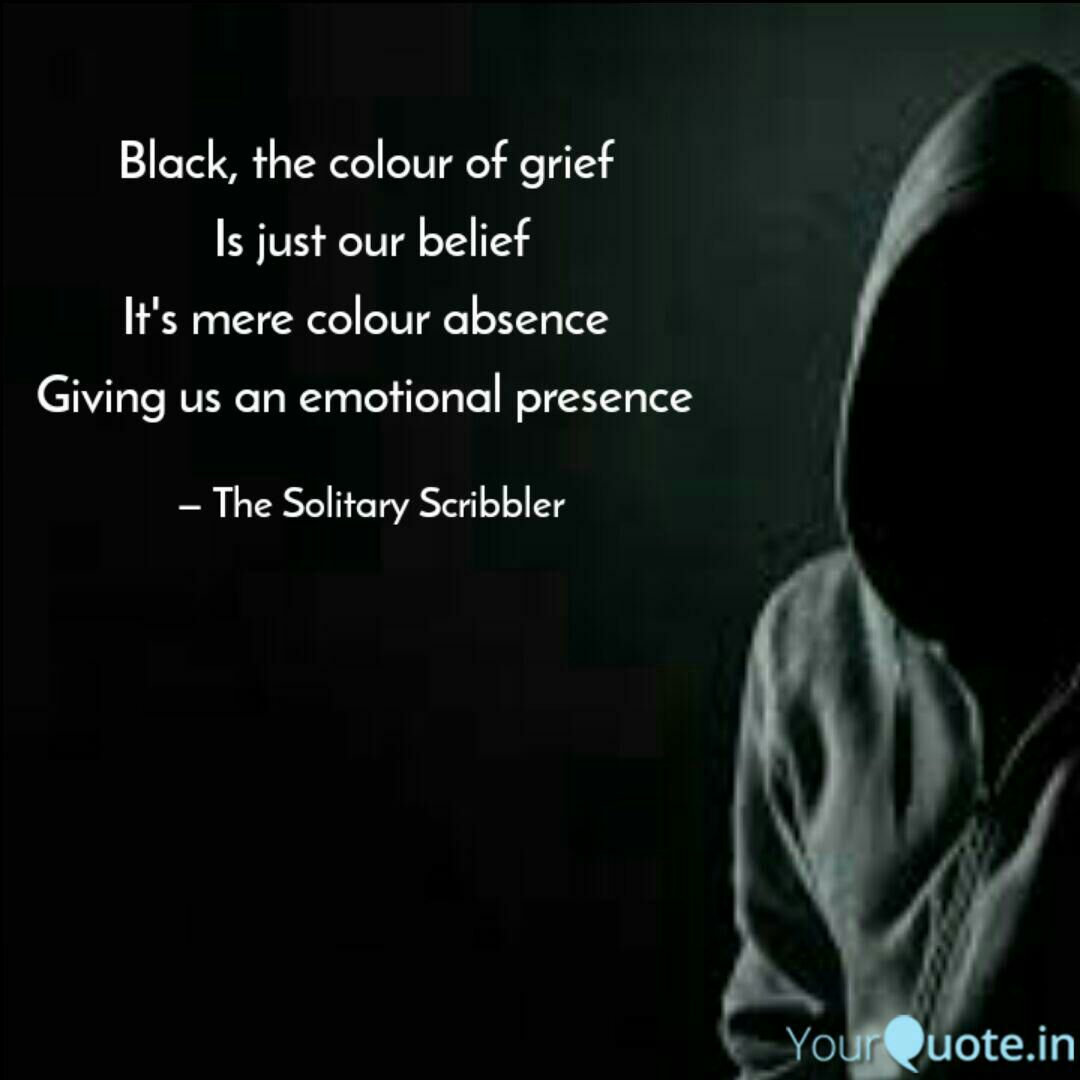 Black, the colour of grief
Is just our belief
It's mere colour absence
Giving us an emotional presence
– The Solitary Scribbler
YourQuote.in